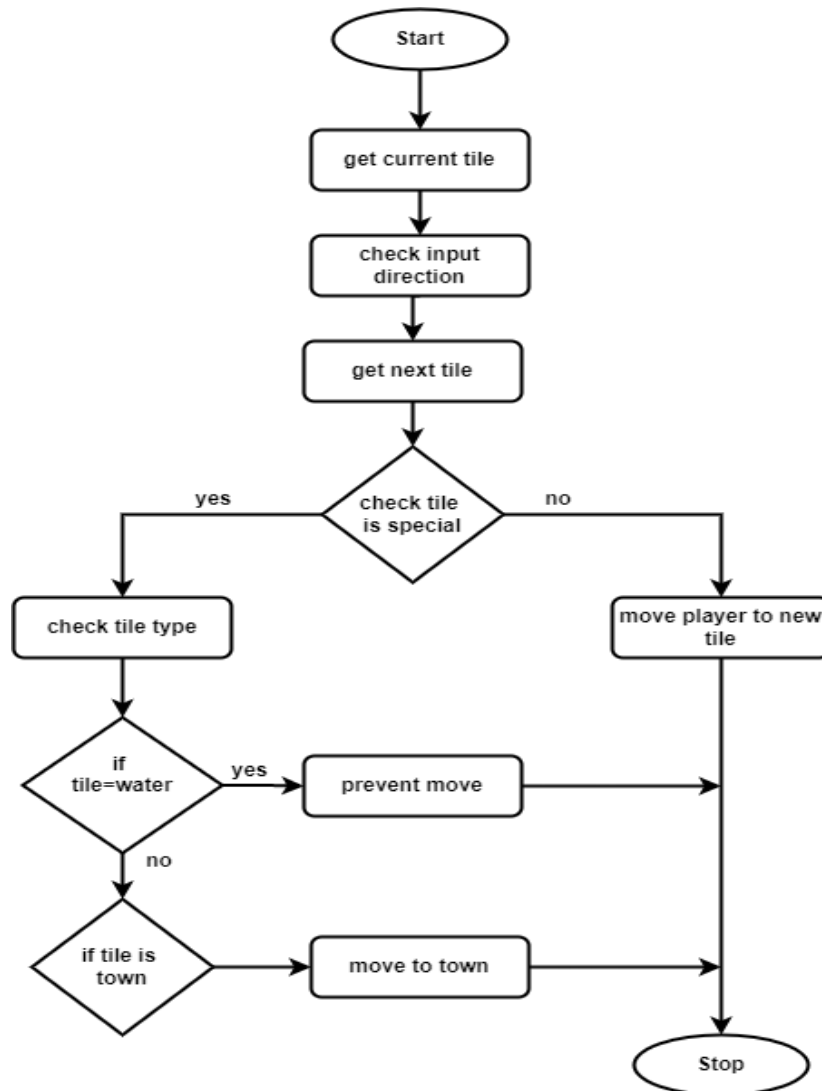 Start
get current tile
check input
direction
get next tile
check tile
is special
yes
no
check tile type
move player to new
tile
if
tile=water
yes
prevent move
no
if tile is
town
move to town
Stop